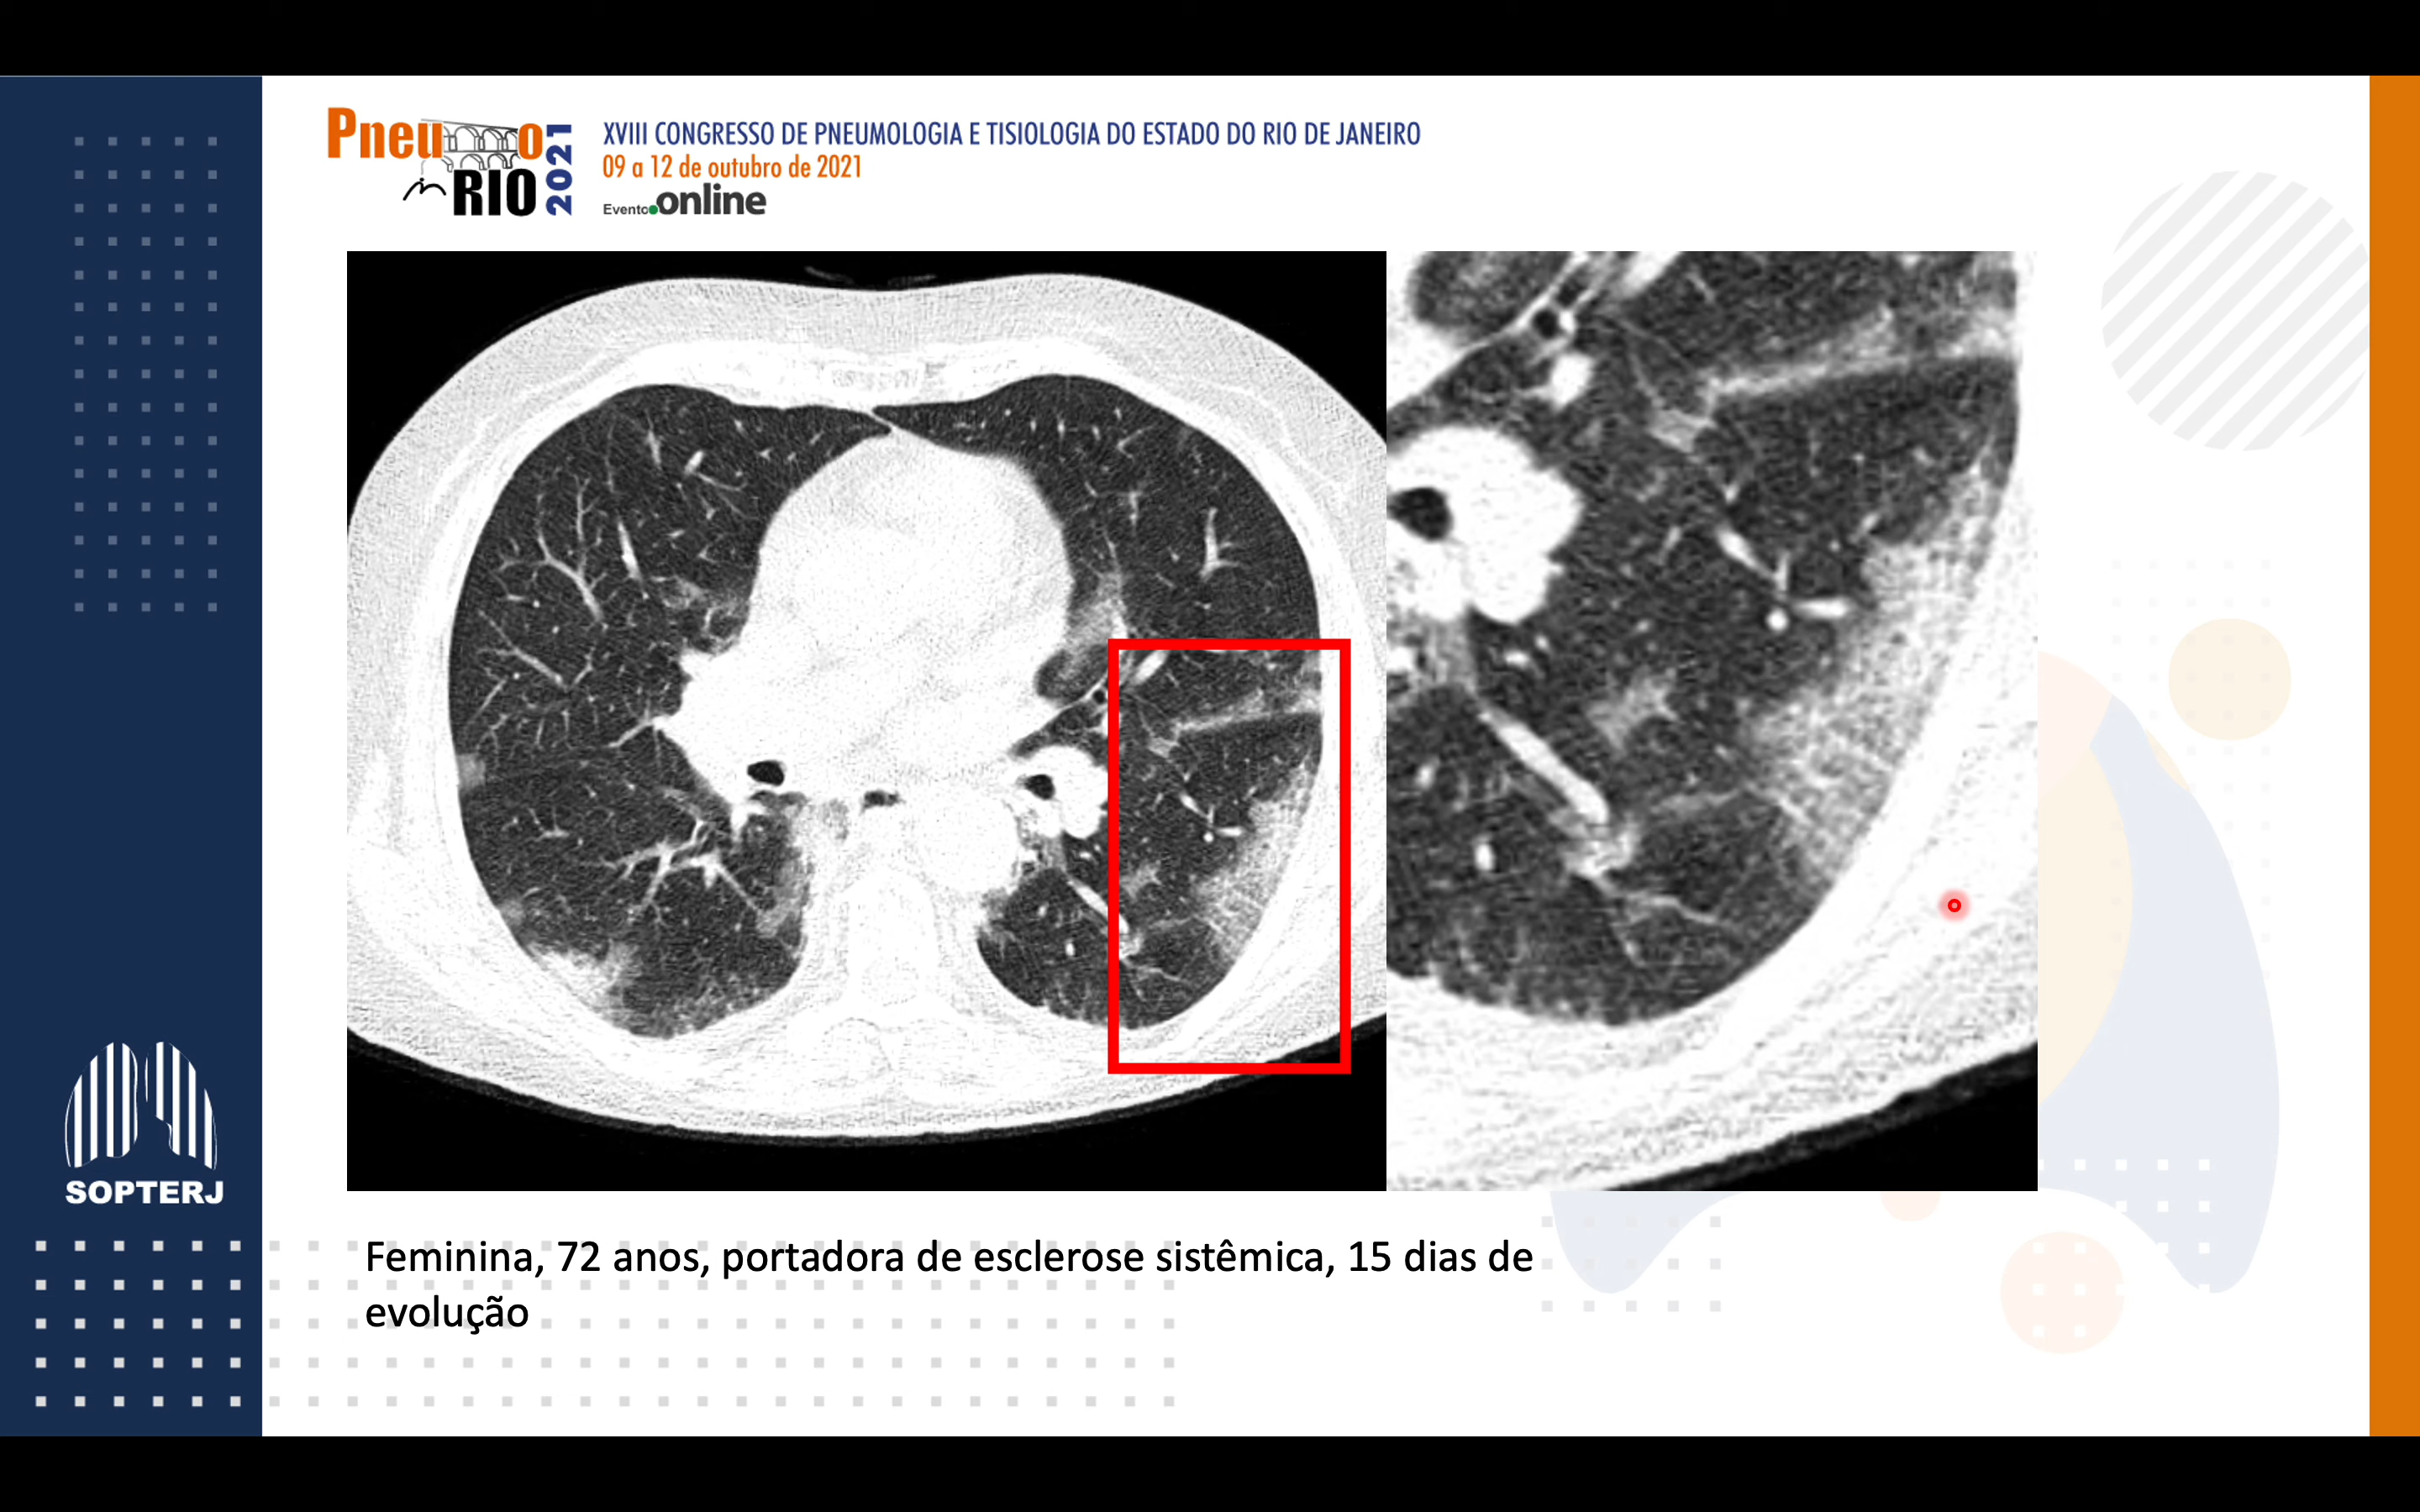 Pneumo
in RIO
2021
XVIII CONGRESSO DE PNEUMOLOGIA E TISIOLOGIA DO ESTADO DO RIO DE JANEIRO
09 a 12 de outubro de 2021
Evento online
SOPTERJ
Feminina, 72 anos, portadora de esclerose sistêmica, 15 dias de
evolução